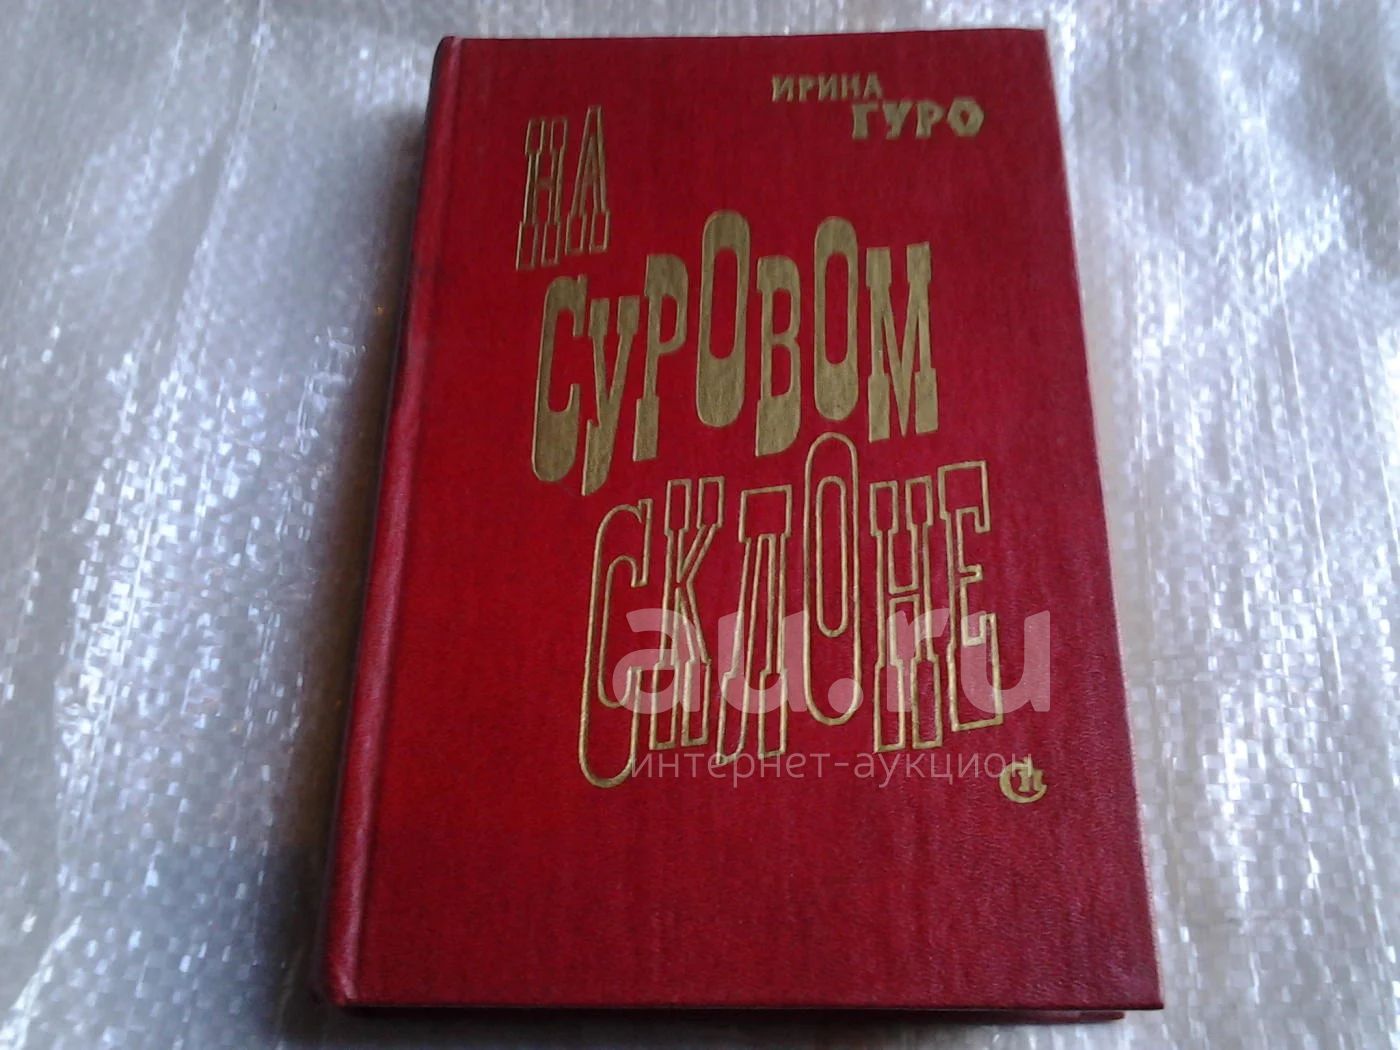 ИРИНА
ГУРО
НА
СУРОВОМ
СКЛОНЕ
au.ru
интернет-аукцион